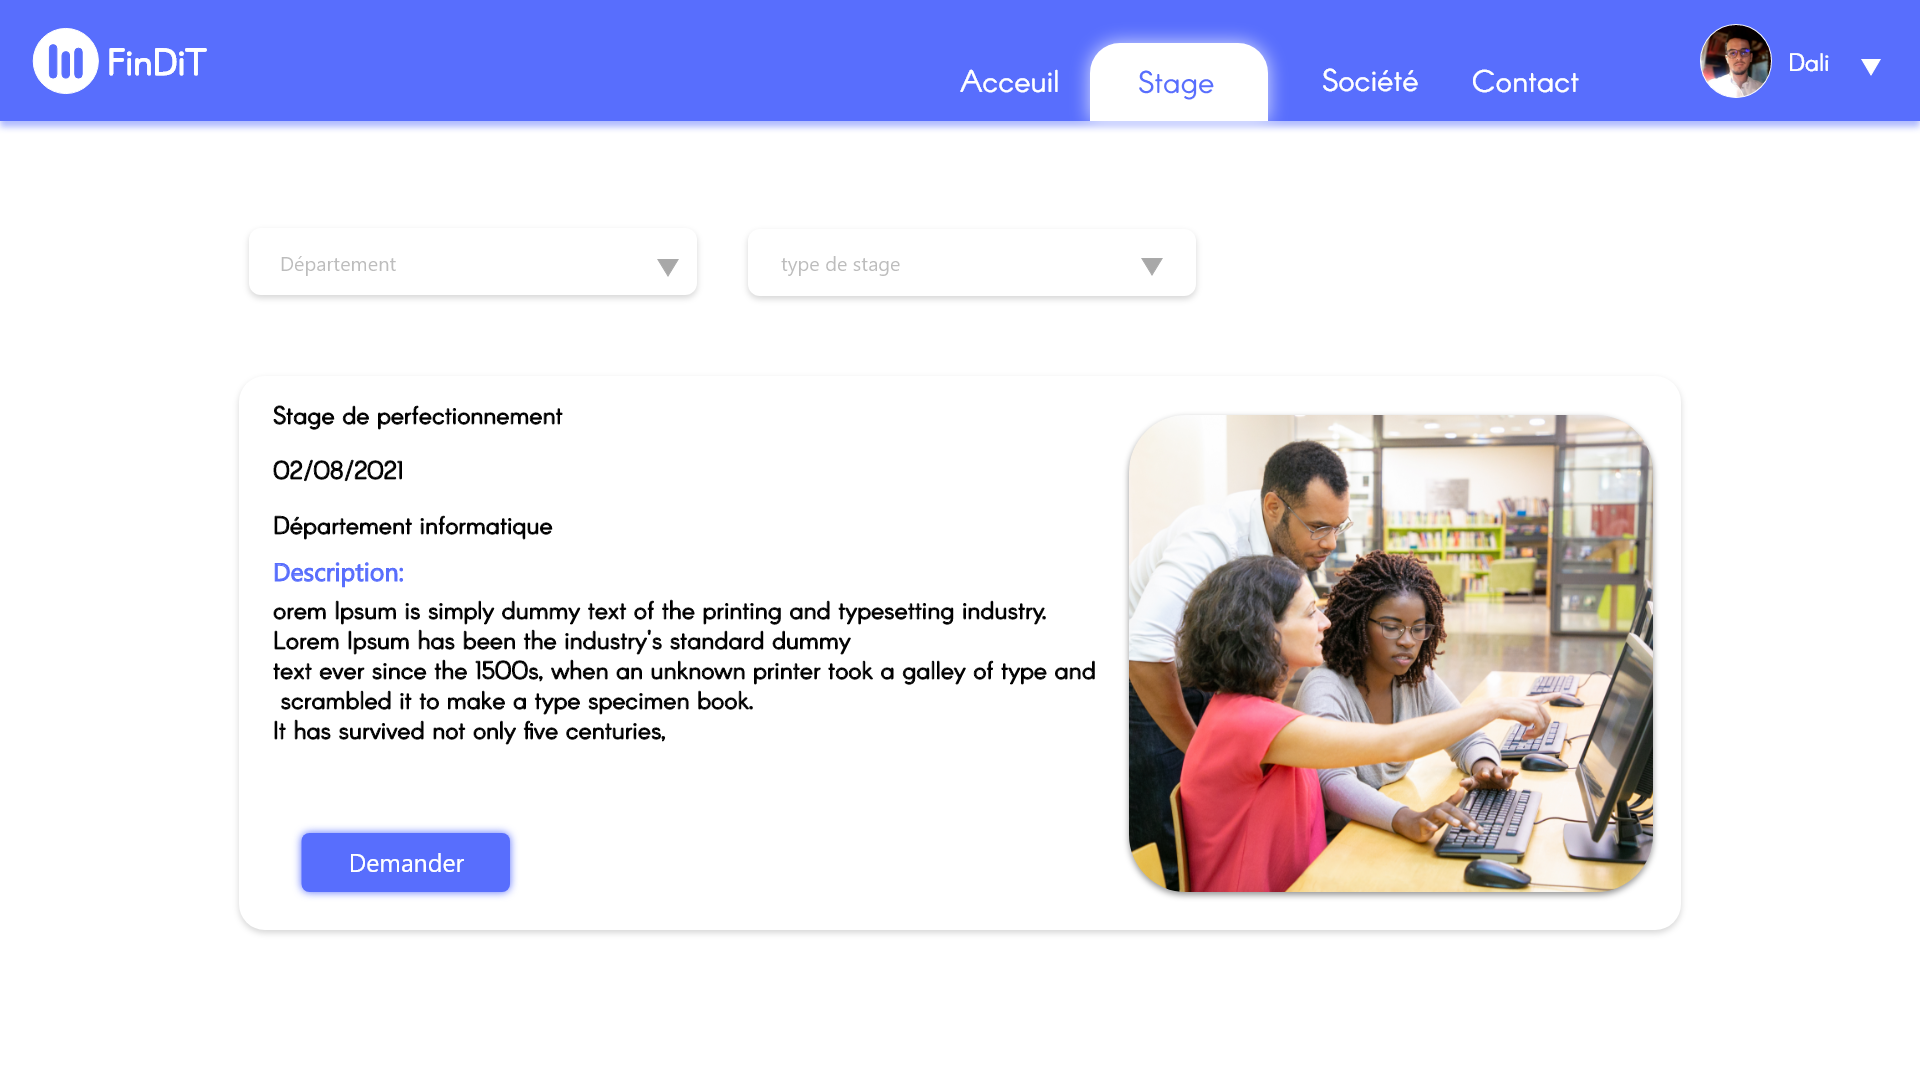 FinDiT
Acceuil
Stage
Société
Contact
Dali
Département
type de stage
Stage de perfectionnement
02/08/2021
Département informatique
Description:
orem Ipsum is simply dummy text of the printing and typesetting industry.
Lorem Ipsum has been the industry's standard dummy
text ever since the 1500s, when an unknown printer took a galley of type and
scrambled it to make a type specimen book.
It has survived not only five centuries,
Demander